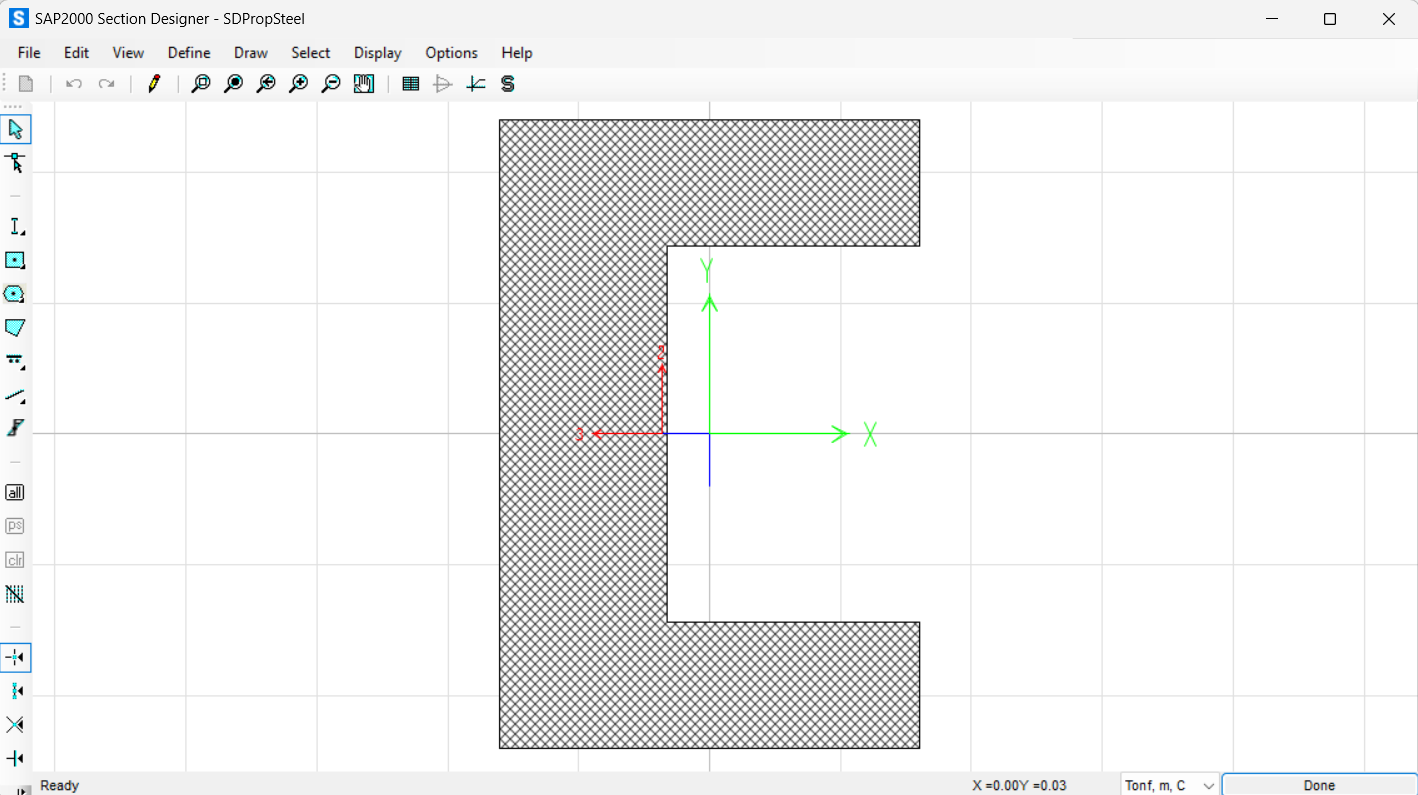 S SAP2000 Section Designer - SDPropSteel
File Edit View Define Draw Select Display Options Help
S
all
ps
clr
Y
2
3
X
Ready X =0.00Y =0.03 Tonf, m, C Done